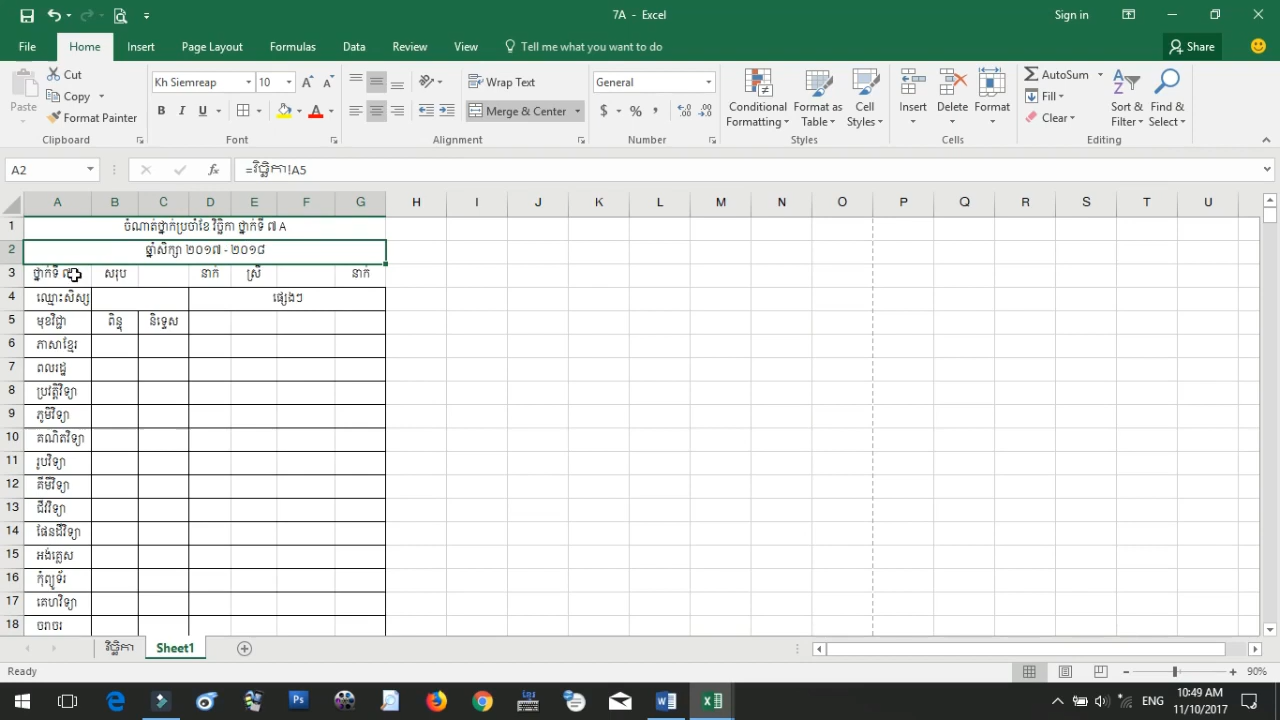 7A - Excel
Sign in
File Home Insert Page Layout Formulas Data Review View Tell me what you want to do Share
Paste Cut Copy Format Painter
Kh Siemreap 10
B I U
Wrap Text
Merge & Center
General
$ % ,
Conditional Formatting Format as Table Cell Styles Insert Delete Format
AutoSum Fill Clear Sort & Filter Find & Select
Clipboard Font Alignment Number Styles Cells Editing
A2 fx =វិច្ឆិកា!A5
A B C D E F G H I J K L M N O P Q R S T U
1 ចំណាត់ថ្នាក់ប្រចាំខែ វិច្ឆិកា ថ្នាក់ទី ៧ A
2 ឆ្នាំសិក្សា ២០១៧ - ២០១៨
3 ថ្នាក់ទី ៧ សរុប នាក់ ស្រី នាក់
4 ឈ្មោះសិស្ស ផ្សេងៗ
5 មុខវិជ្ជា ពិន្ទុ និទ្ទេស
6 ភាសាខ្មែរ
7 ពលរដ្ឋ
8 ប្រវត្តិវិទ្យា
9 ភូមិវិទ្យា
10 គណិតវិទ្យា
11 រូបវិទ្យា
12 គីមីវិទ្យា
13 ជីវវិទ្យា
14 ផែនដីវិទ្យា
15 អង់គ្លេស
16 កុំព្យូទ័រ
17 គេហវិទ្យា
18 ចរាចរ
វិច្ឆិកា Sheet1
Ready 90%
ENG 10:49 AM
11/10/2017